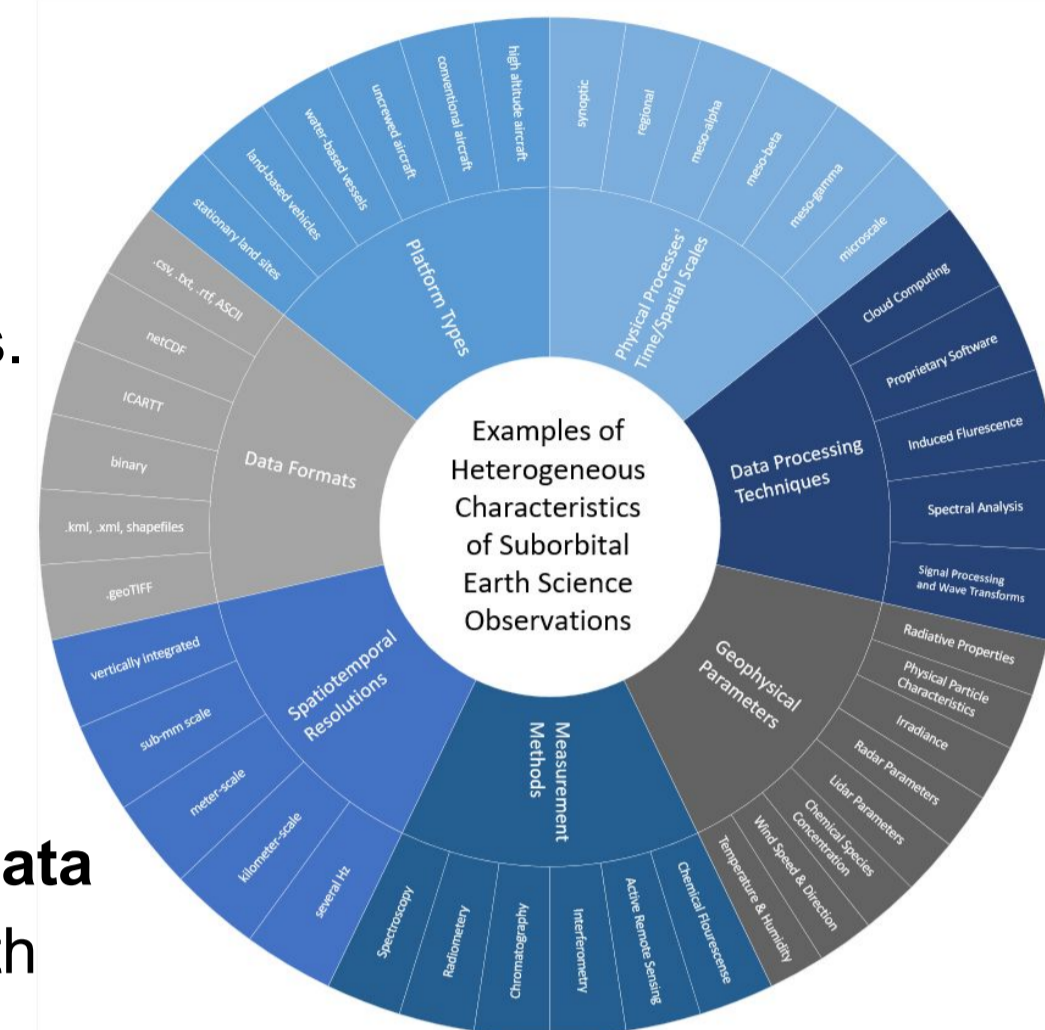 s.
ata
th
Examples of
Heterogeneous
Characteristics
of Suborbital
Earth Science
Observations
Physical Processes'
Time/Spatial Scales
synoptic
regional
meso-alpha
meso-beta
meso-gamma
microscale
Data Processing
Techniques
Cloud Computing
Proprietary Software
Induced Flurescence
Spectral Analysis
Signal Processing
and Wave Transforms
Geophysical
Parameters
Radiative Properties
Physical Particle
Characteristics
Irradiance
Radar Parameters
Lidar Parameters
Chemical Species
Concentration
Wind Speed & Direction
Temperature & Humidity
Measurement
Methods
Chemical Flourescense
Active Remote Sensing
Interferometry
Chromatography
Radiometery
Spectroscopy
Spatiotemporal
Resolutions
several Hz
kilometer-scale
meter-scale
sub-mm scale
vertically integrated
Data Formats
.geoTIFF
.kml, .xml, shapefiles
binary
ICARTT
netCDF
.csv, .txt, .rtf, ASCII
Platform Types
stationary land sites
land-based vehicles
water-based vessels
uncrewed aircraft
conventional aircraft
high altitude aircraft